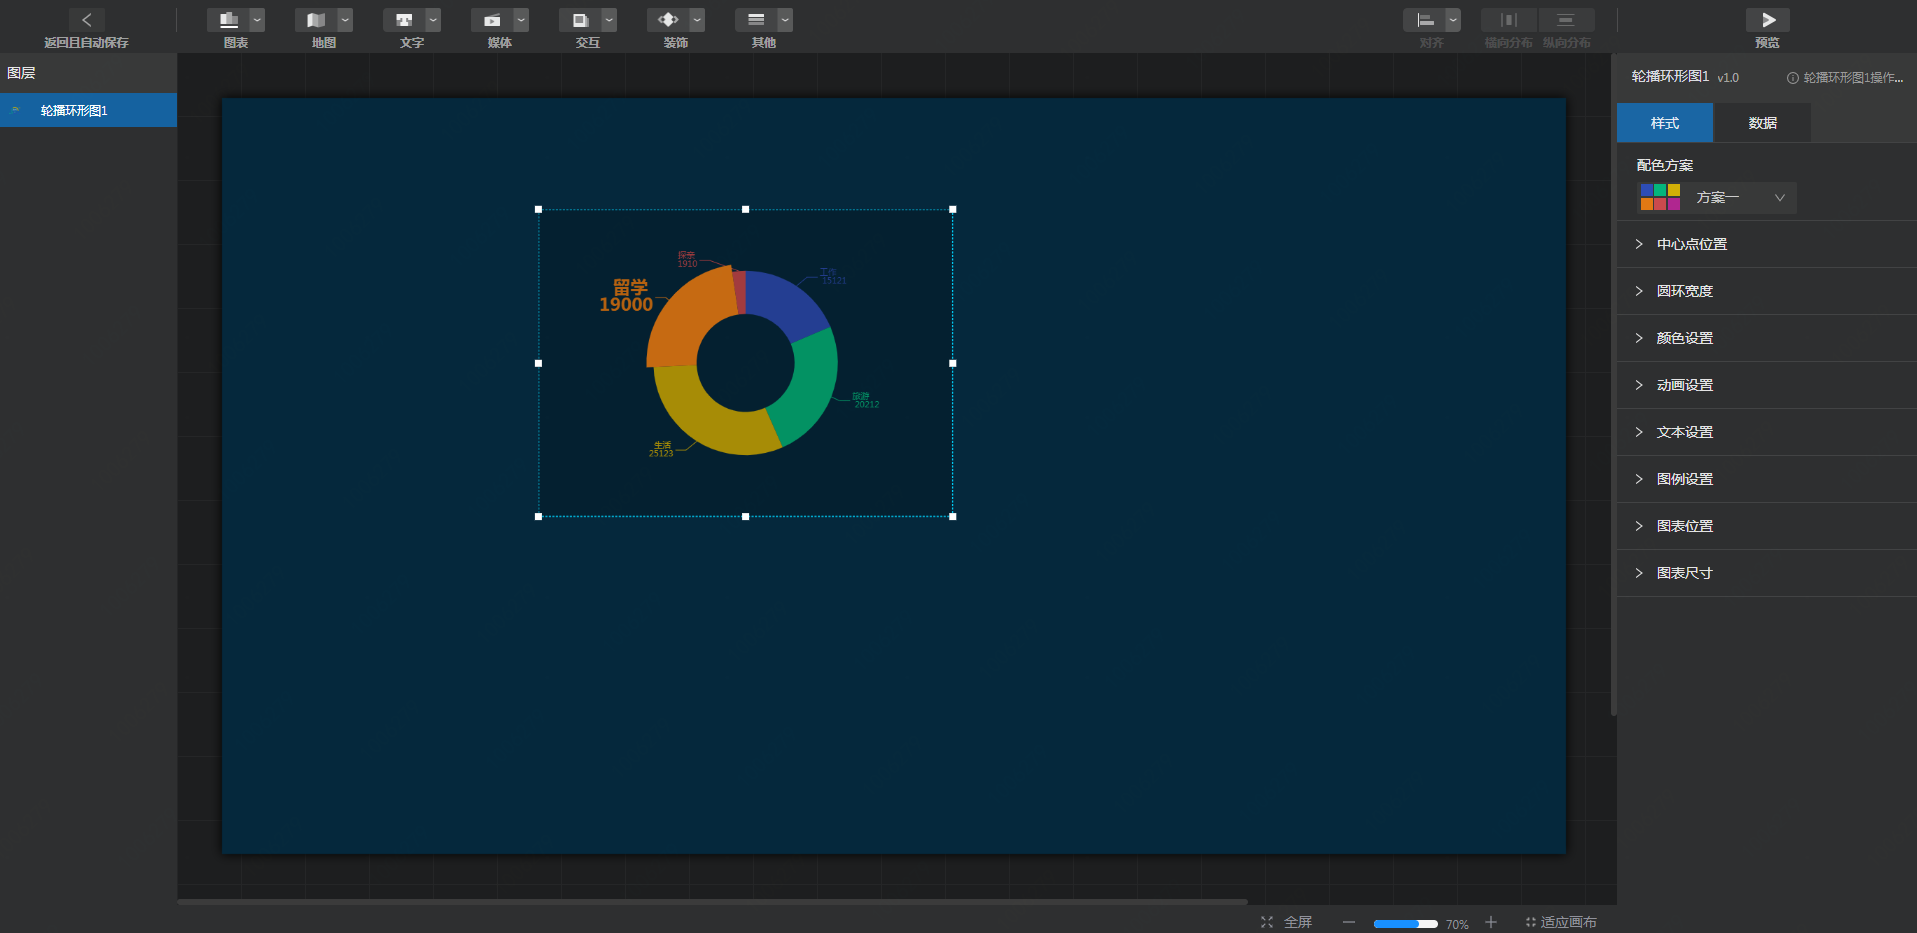 返回且自动保存
图表
地图
文字
媒体
交互
装饰
其他
对齐
横向分布
纵向分布
预览
图层
轮播环形图1
探亲
1910
工作
15121
留学
19000
旅游
20212
生活
25123
轮播环形图1 v1.0
轮播环形图1操作...
样式
数据
配色方案
方案一
中心点位置
圆环宽度
颜色设置
动画设置
文本设置
图例设置
图表位置
图表尺寸
全屏
70%
适应画布